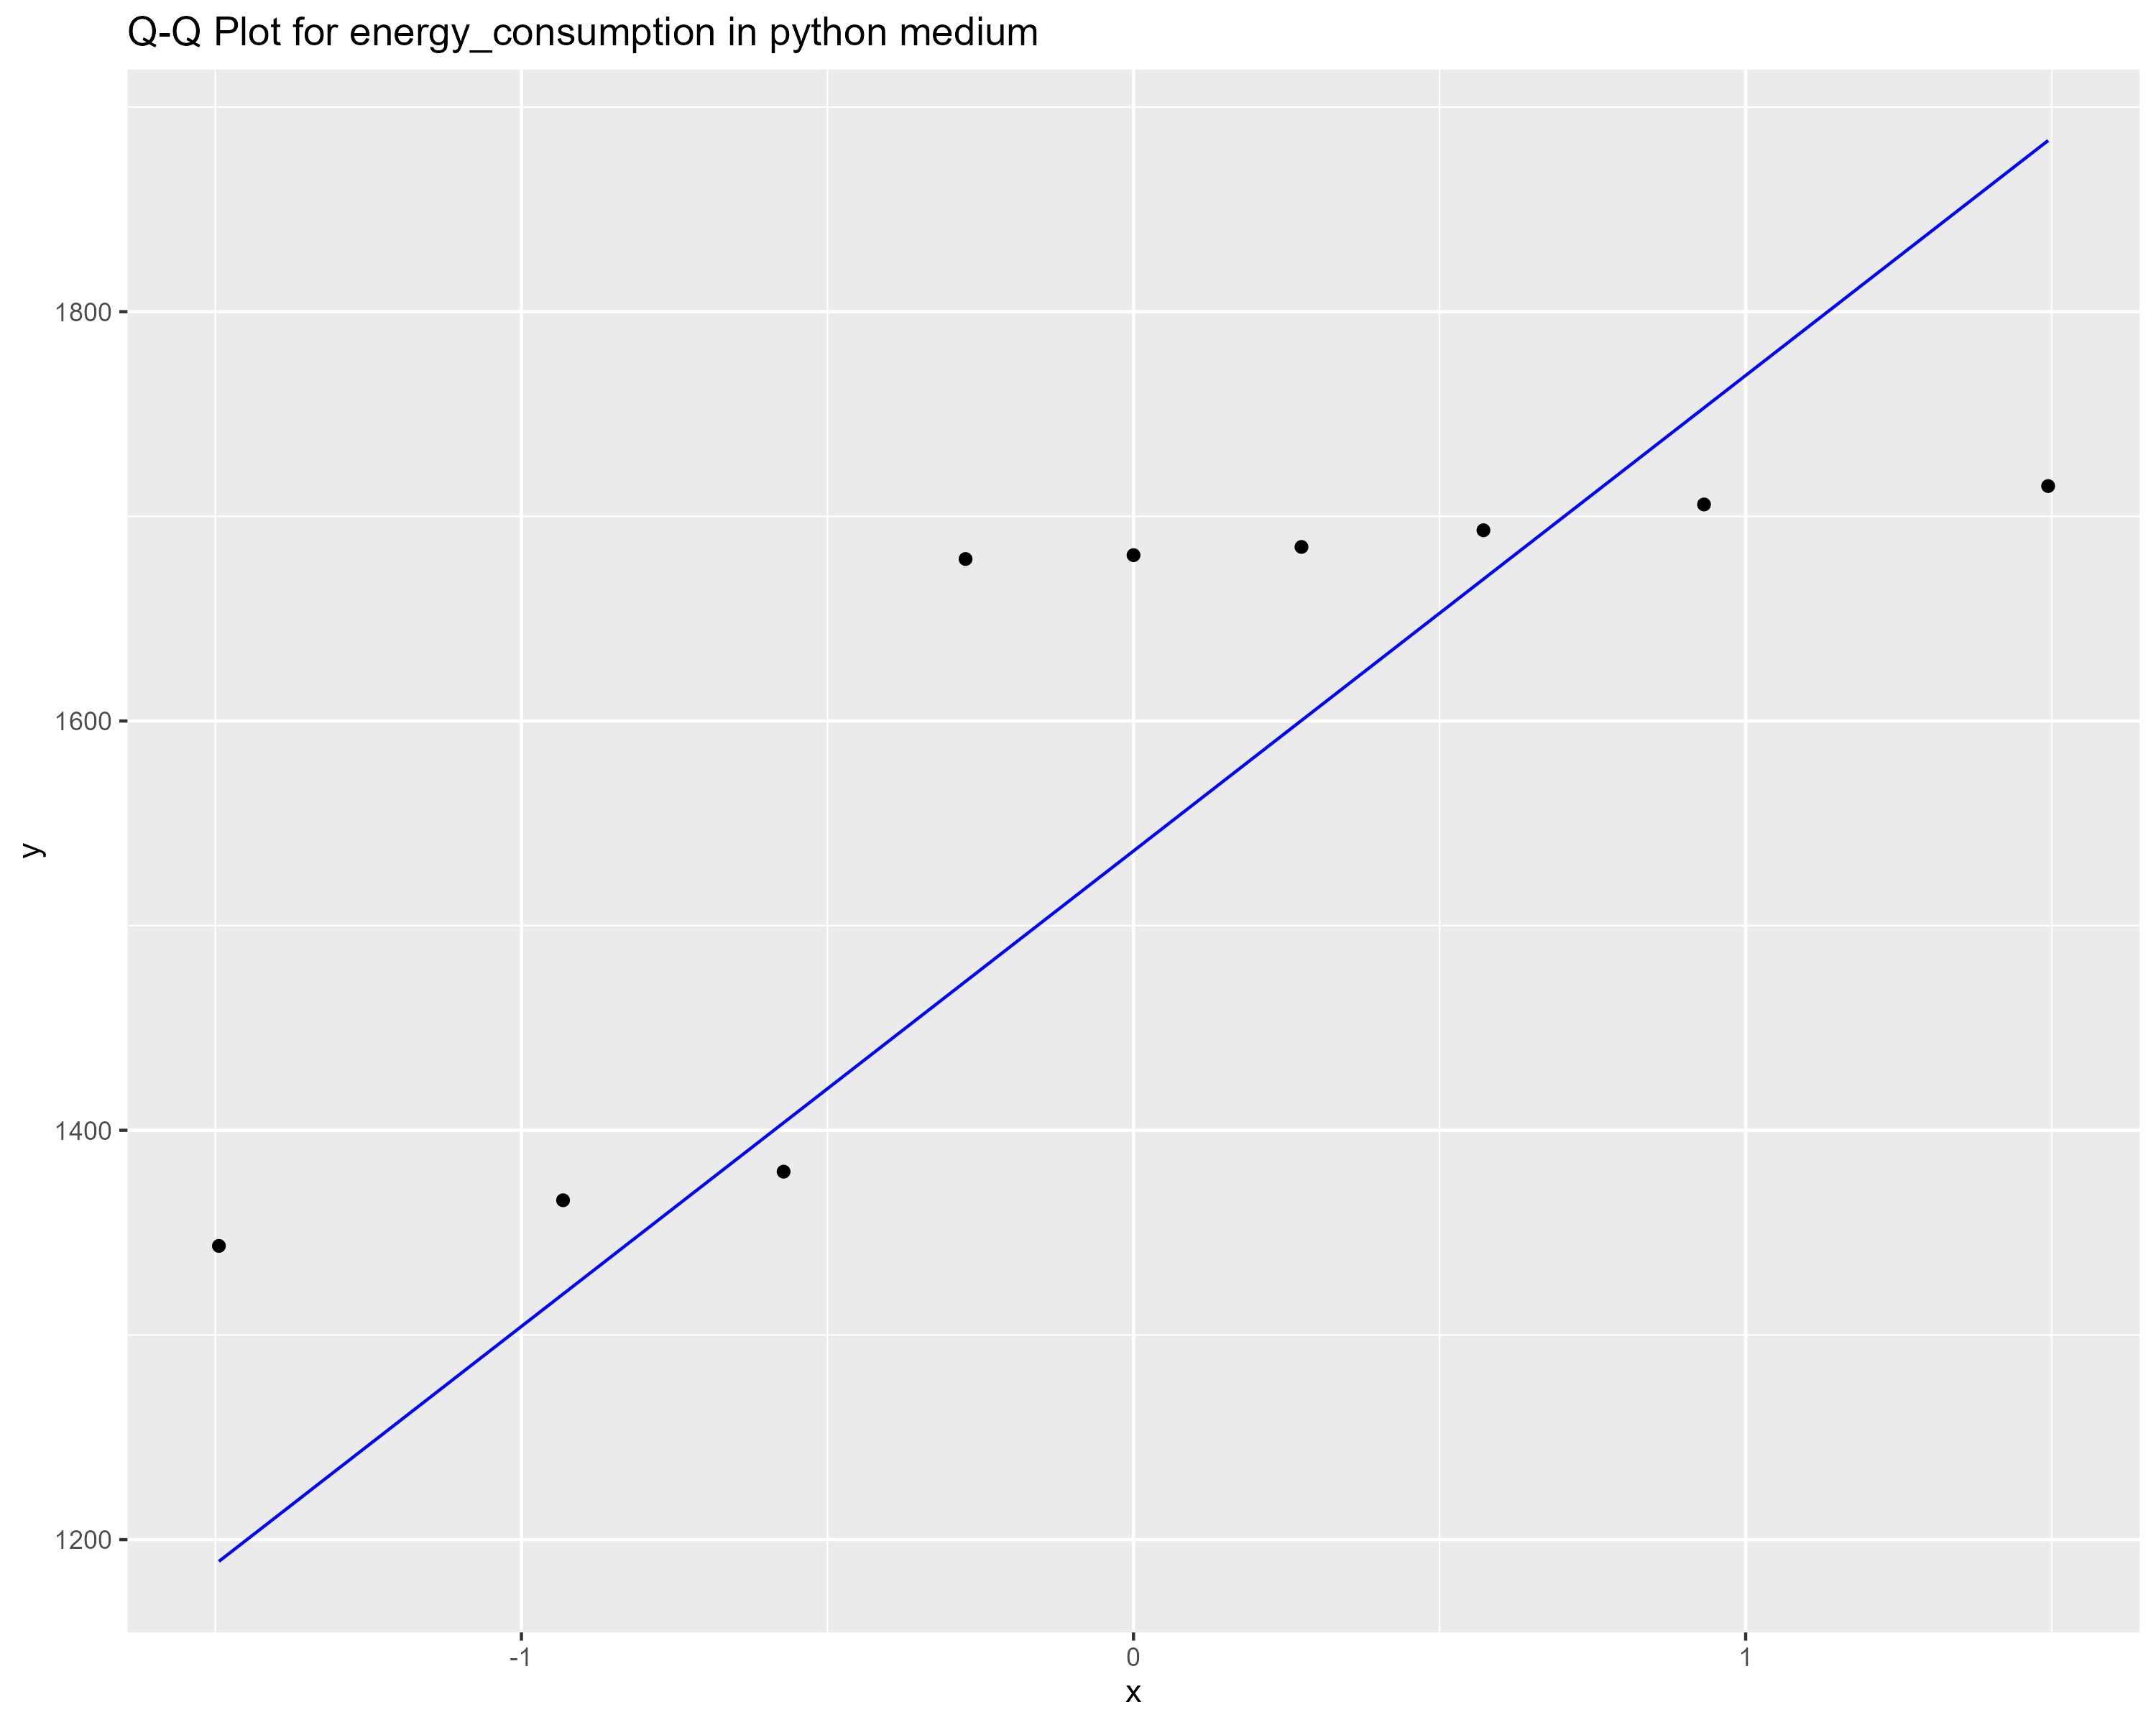 Q-Q Plot for energy_consumption in python medium
1800
1600
1400
1200
y
-1
0
1
x